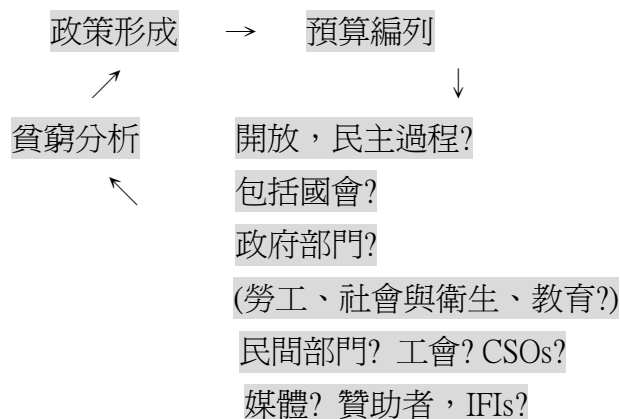 政策形成 → 預算編列
↗ ↓
貧窮分析 開放，民主過程?
↖ 包括國會?
政府部門?
(勞工、社會與衛生、教育?)
民間部門? 工會? CSOs?
媒體? 贊助者，IFIs?